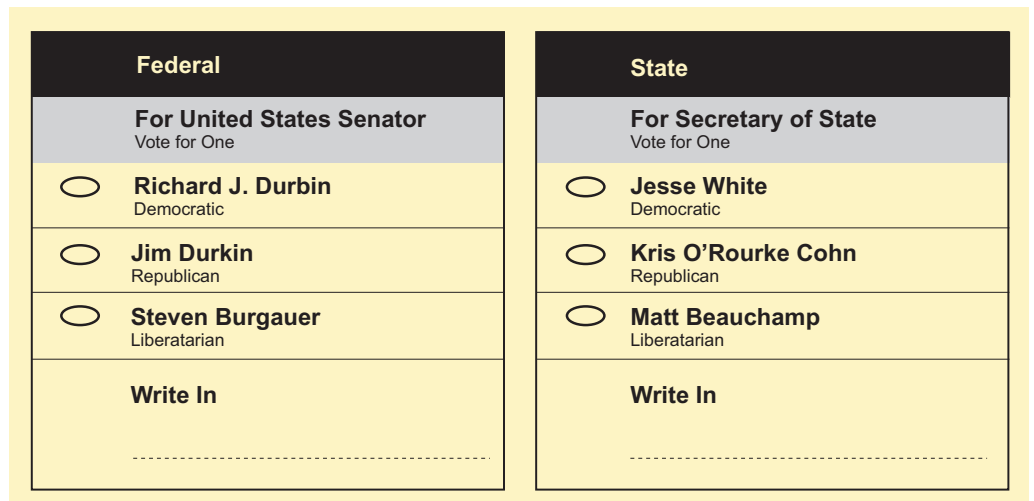 Federal
For United States Senator
Vote for One
Richard J. Durbin
Democratic
Jim Durkin
Republican
Steven Burgauer
Liberatarian
Write In
State
For Secretary of State
Vote for One
Jesse White
Democratic
Kris O'Rourke Cohn
Republican
Matt Beauchamp
Liberatarian
Write In